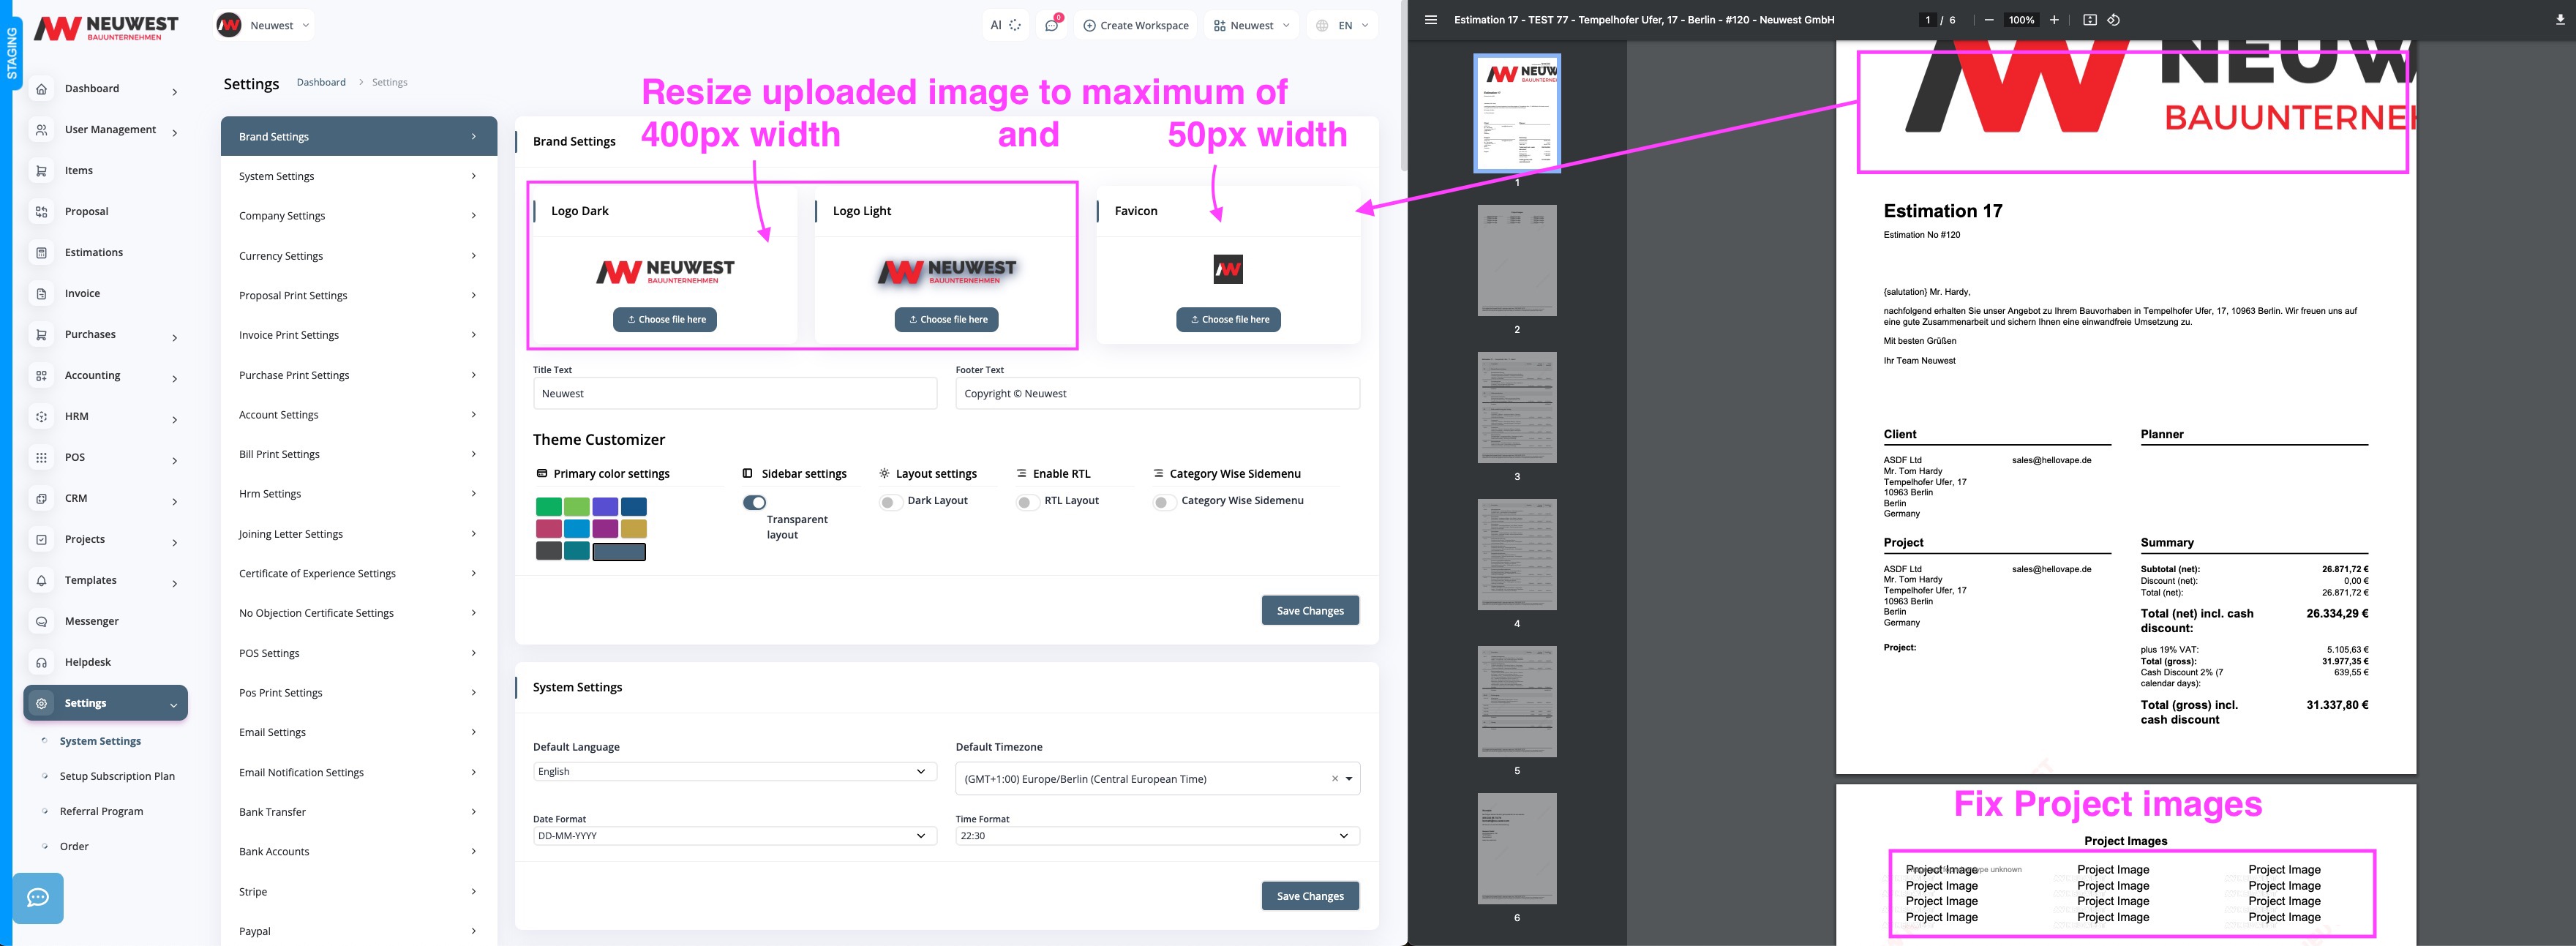 STAGING
NEUWEST
BAUUNTERNEHMEN
Neuwest
AI
0
Create Workspace
Neuwest
EN
Dashboard
User Management
Items
Proposal
Estimations
Invoice
Purchases
Accounting
HRM
POS
CRM
Projects
Templates
Messenger
Helpdesk
Settings
System Settings
Setup Subscription Plan
Referral Program
Order
Settings
Dashboard
Settings
Brand Settings
System Settings
Company Settings
Currency Settings
Proposal Print Settings
Invoice Print Settings
Purchase Print Settings
Account Settings
Bill Print Settings
Hrm Settings
Joining Letter Settings
Certificate of Experience Settings
No Objection Certificate Settings
POS Settings
Pos Print Settings
Email Settings
Email Notification Settings
Bank Transfer
Bank Accounts
Stripe
Paypal
Resize uploaded image to maximum of
400px width and 50px width
Brand Settings
Logo Dark
NEUWEST
BAUUNTERNEHMEN
Choose file here
Logo Light
NEUWEST
BAUUNTERNEHMEN
Choose file here
Favicon
Choose file here
Title Text
Neuwest
Footer Text
Copyright © Neuwest
Theme Customizer
Primary color settings
Sidebar settings
Transparent
layout
Layout settings
Dark Layout
Enable RTL
RTL Layout
Category Wise Sidemenu
Category Wise Sidemenu
Save Changes
System Settings
Default Language
English
Default Timezone
(GMT+1:00) Europe/Berlin (Central European Time)
Date Format
DD-MM-YYYY
Time Format
22:30
Save Changes
Estimation 17 - TEST 77 - Tempelhofer Ufer, 17 - Berlin - #120 - Neuwest GmbH
1 / 6
100%
1
2
3
4
5
6
NEUW
BAUUNTERNEH
Estimation 17
Estimation No #120
{salutation} Mr. Hardy,
nachfolgend erhalten Sie unser Angebot zu Ihrem Bauvorhaben in Tempelhofer Ufer, 17, 10963 Berlin. Wir freuen uns auf
eine gute Zusammenarbeit und sichern Ihnen eine einwandfreie Umsetzung zu.
Mit besten Grüßen
Ihr Team Neuwest
Client
ASDF Ltd
Mr. Tom Hardy
Tempelhofer Ufer, 17
10963 Berlin
Berlin
Germany
sales@hellovape.de
Planner
Project
ASDF Ltd
Mr. Tom Hardy
Tempelhofer Ufer, 17
10963 Berlin
Berlin
Germany
sales@hellovape.de
Project:
Summary
Subtotal (net): 26.871,72 €
Discount (net): 0,00 €
Total (net): 26.871,72 €
Total (net) incl. cash 26.334,29 €
discount:
plus 19% VAT: 5.105,63 €
Total (gross): 31.977,35 €
Cash Discount 2% (7 639,55 €
calendar days):
Total (gross) incl. 31.337,80 €
cash discount
Fix Project images
Project Images
Project Image type unknown Project Image Project Image
Project Image Project Image Project Image
Project Image Project Image Project Image
Project Image Project Image Project Image